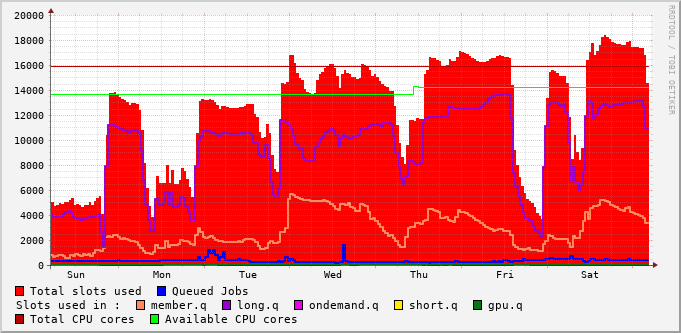 20000
18000
16000
14000
12000
10000
8000
6000
4000
2000
0
Sun Mon Tue Wed Thu Fri Sat
Total slots used Queued Jobs
Slots used in : member.q long.q ondemand.q short.q gpu.q
Total CPU cores Available CPU cores
RRDTOOL / TOBI OETIKER